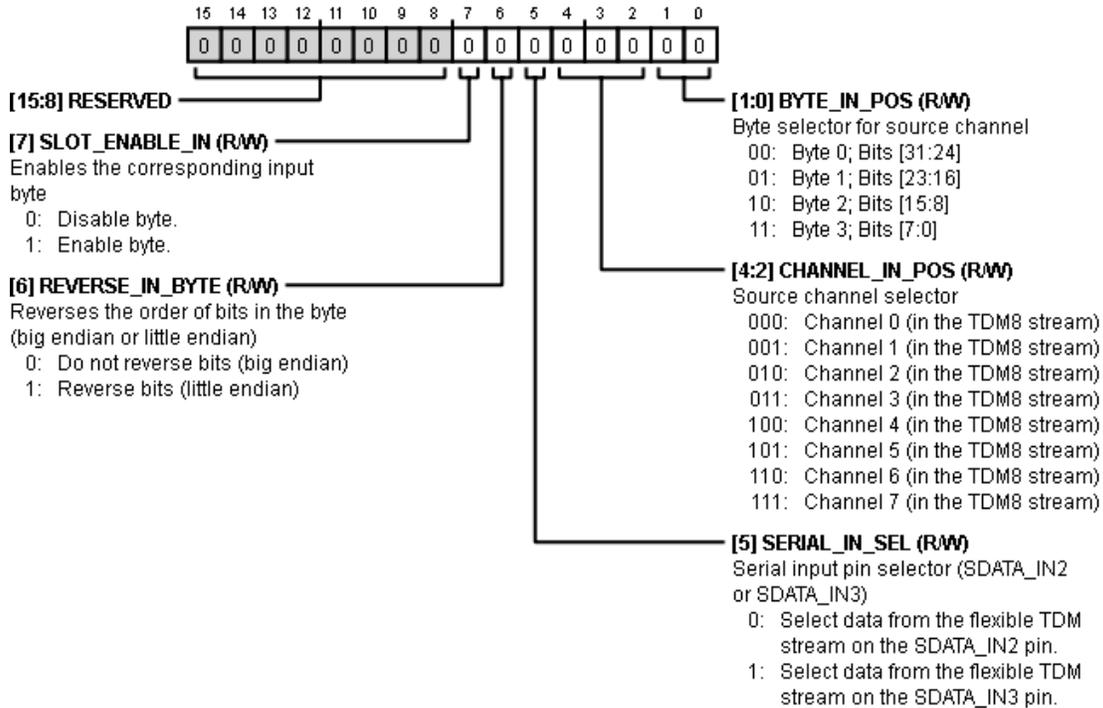 15 14 13 12 11 10 9 8 7 6 5 4 3 2 1 0
0 0 0 0 0 0 0 0 0 0 0 0 0 0 0 0
[15:8] RESERVED
[7] SLOT_ENABLE_IN (R/W)
Enables the corresponding input
byte
0: Disable byte.
1: Enable byte.
[6] REVERSE_IN_BYTE (R/W)
Reverses the order of bits in the byte
(big endian or little endian)
0: Do not reverse bits (big endian)
1: Reverse bits (little endian)
[1:0] BYTE_IN_POS (R/W)
Byte selector for source channel
00: Byte 0; Bits [31:24]
01: Byte 1; Bits [23:16]
10: Byte 2; Bits [15:8]
11: Byte 3; Bits [7:0]
[4:2] CHANNEL_IN_POS (R/W)
Source channel selector
000: Channel 0 (in the TDM8 stream)
001: Channel 1 (in the TDM8 stream)
010: Channel 2 (in the TDM8 stream)
011: Channel 3 (in the TDM8 stream)
100: Channel 4 (in the TDM8 stream)
101: Channel 5 (in the TDM8 stream)
110: Channel 6 (in the TDM8 stream)
111: Channel 7 (in the TDM8 stream)
[5] SERIAL_IN_SEL (R/W)
Serial input pin selector (SDATA_IN2
or SDATA_IN3)
0: Select data from the flexible TDM
stream on the SDATA_IN2 pin.
1: Select data from the flexible TDM
stream on the SDATA_IN3 pin.